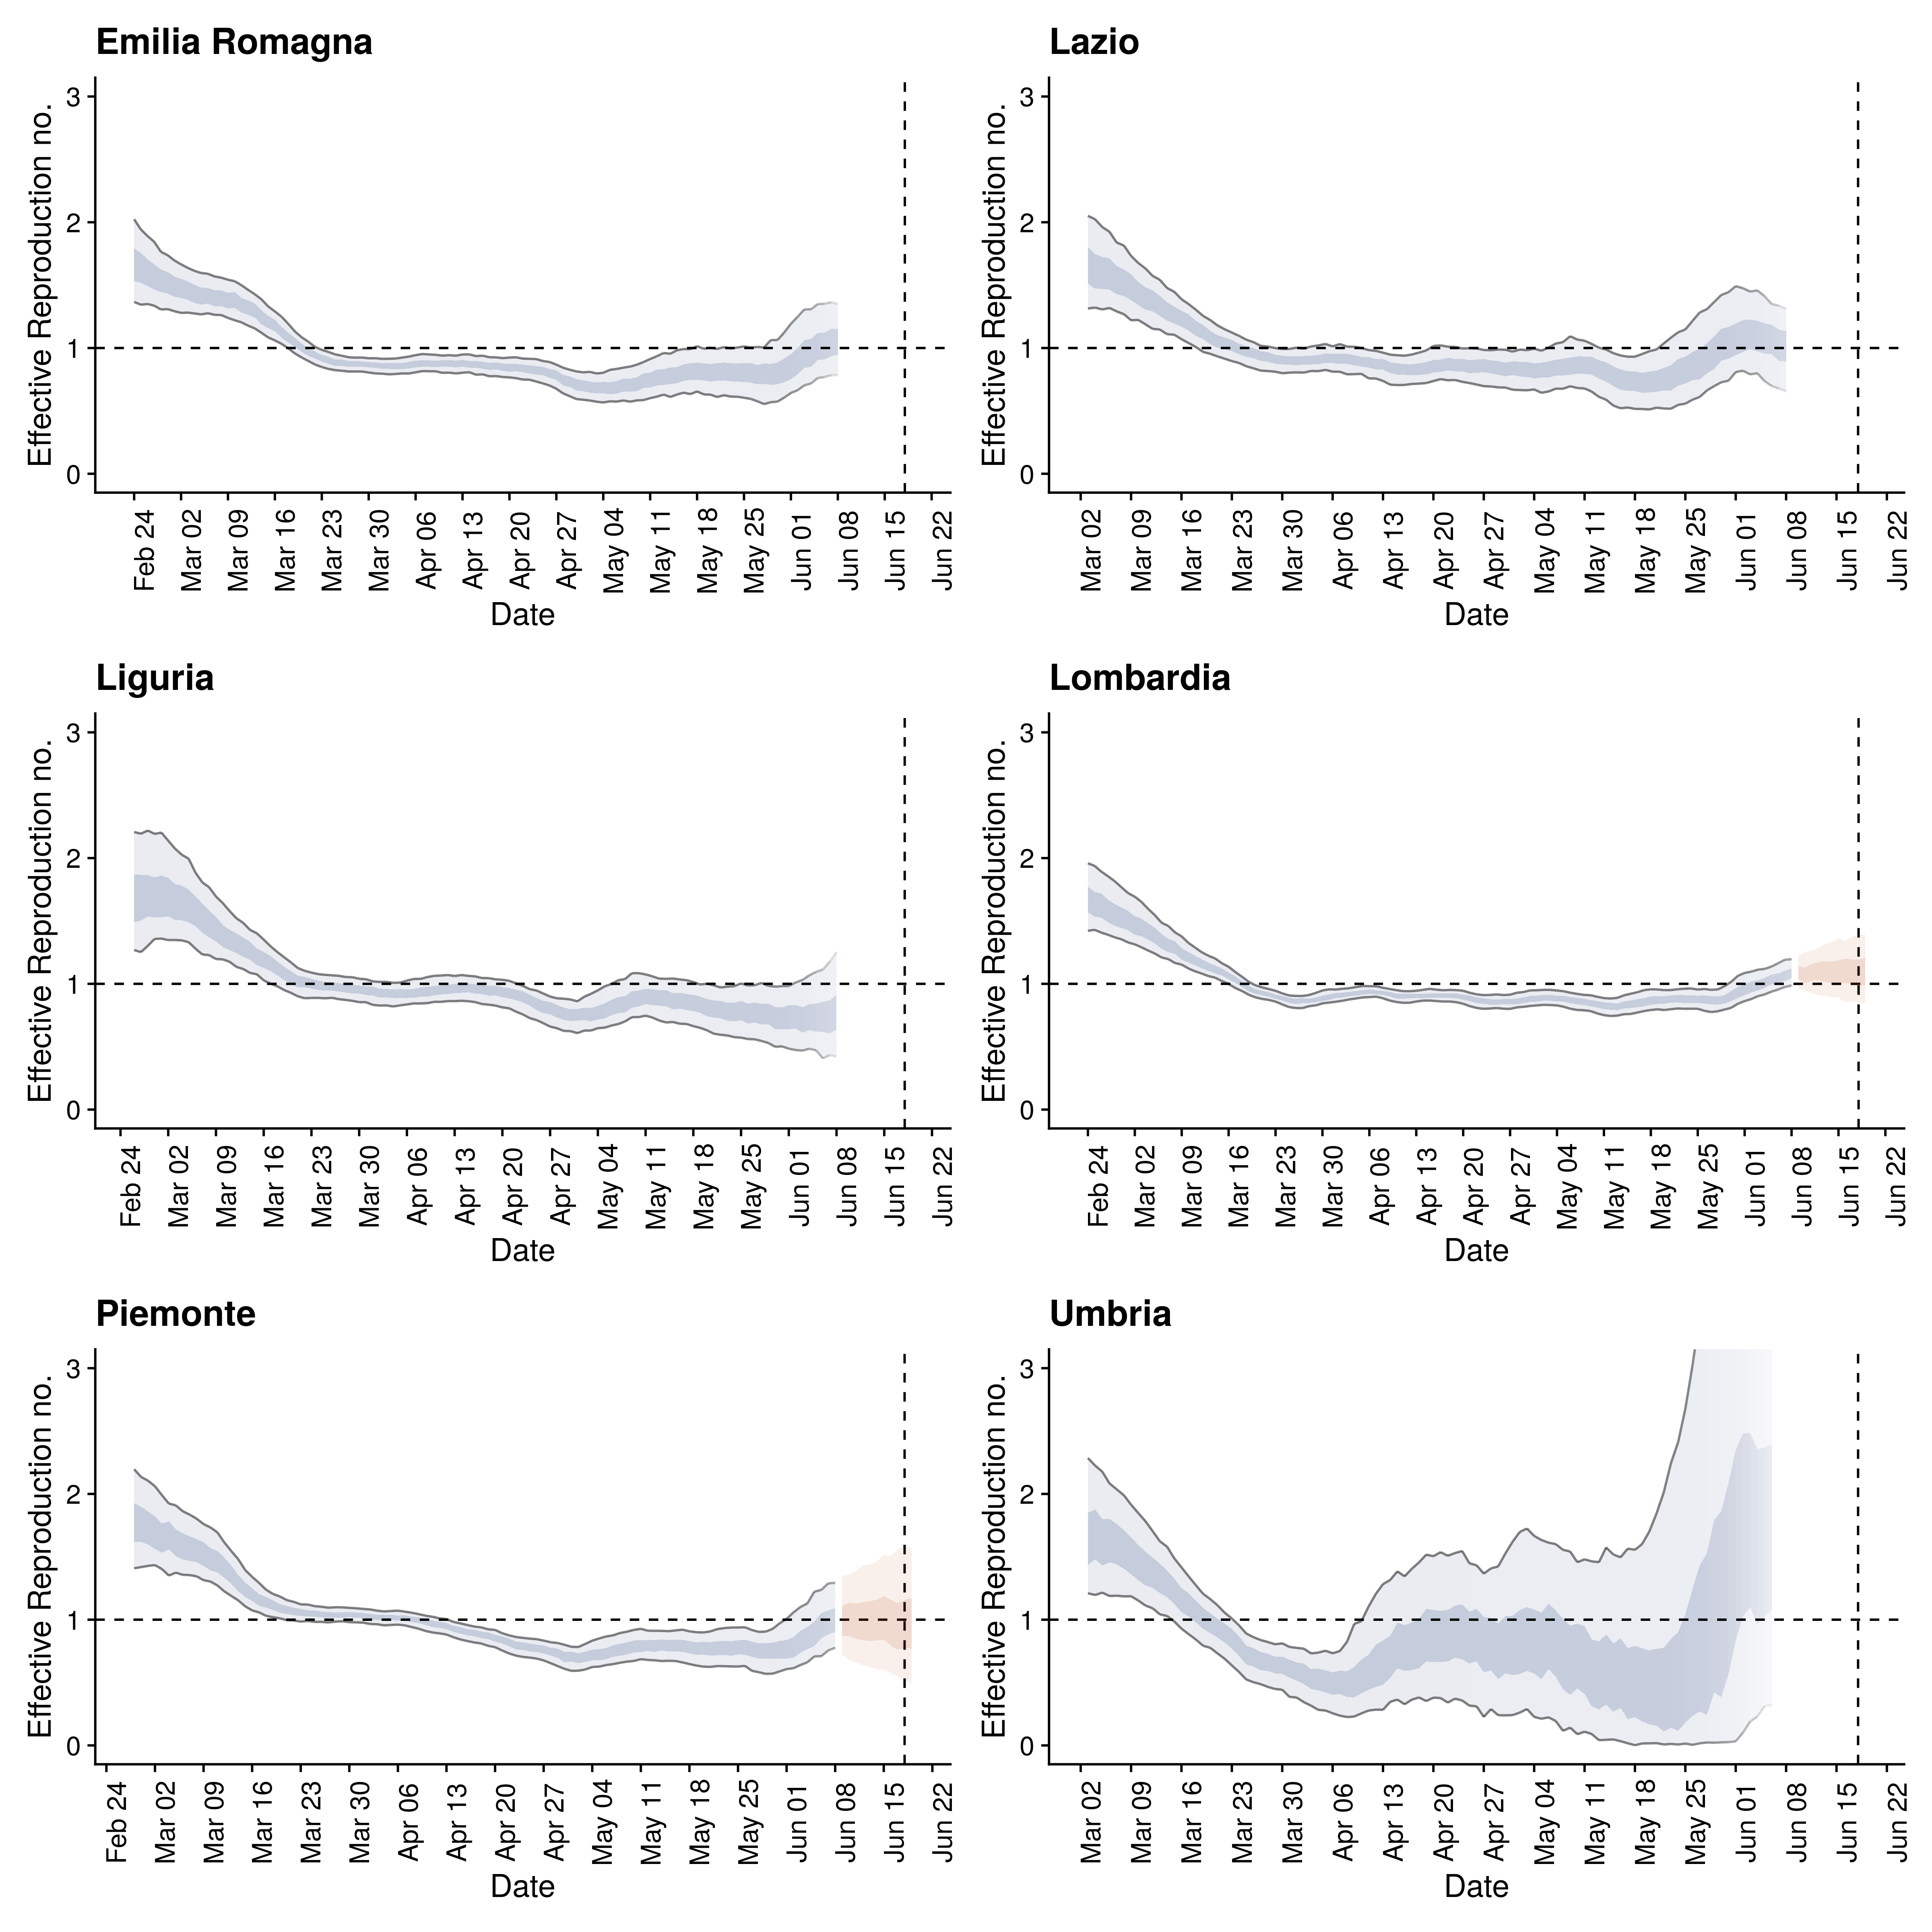 Emilia Romagna
Effective Reproduction no.
3
2
1
0
Feb 24 Mar 02 Mar 09 Mar 16 Mar 23 Mar 30 Apr 06 Apr 13 Apr 20 Apr 27 May 04 May 11 May 18 May 25 Jun 01 Jun 08 Jun 15 Jun 22
Date
Lazio
Effective Reproduction no.
3
2
1
0
Mar 02 Mar 09 Mar 16 Mar 23 Mar 30 Apr 06 Apr 13 Apr 20 Apr 27 May 04 May 11 May 18 May 25 Jun 01 Jun 08 Jun 15 Jun 22
Date
Liguria
Effective Reproduction no.
3
2
1
0
Feb 24 Mar 02 Mar 09 Mar 16 Mar 23 Mar 30 Apr 06 Apr 13 Apr 20 Apr 27 May 04 May 11 May 18 May 25 Jun 01 Jun 08 Jun 15 Jun 22
Date
Lombardia
Effective Reproduction no.
3
2
1
0
Feb 24 Mar 02 Mar 09 Mar 16 Mar 23 Mar 30 Apr 06 Apr 13 Apr 20 Apr 27 May 04 May 11 May 18 May 25 Jun 01 Jun 08 Jun 15 Jun 22
Date
Piemonte
Effective Reproduction no.
3
2
1
0
Feb 24 Mar 02 Mar 09 Mar 16 Mar 23 Mar 30 Apr 06 Apr 13 Apr 20 Apr 27 May 04 May 11 May 18 May 25 Jun 01 Jun 08 Jun 15 Jun 22
Date
Umbria
Effective Reproduction no.
3
2
1
0
Mar 02 Mar 09 Mar 16 Mar 23 Mar 30 Apr 06 Apr 13 Apr 20 Apr 27 May 04 May 11 May 18 May 25 Jun 01 Jun 08 Jun 15 Jun 22
Date